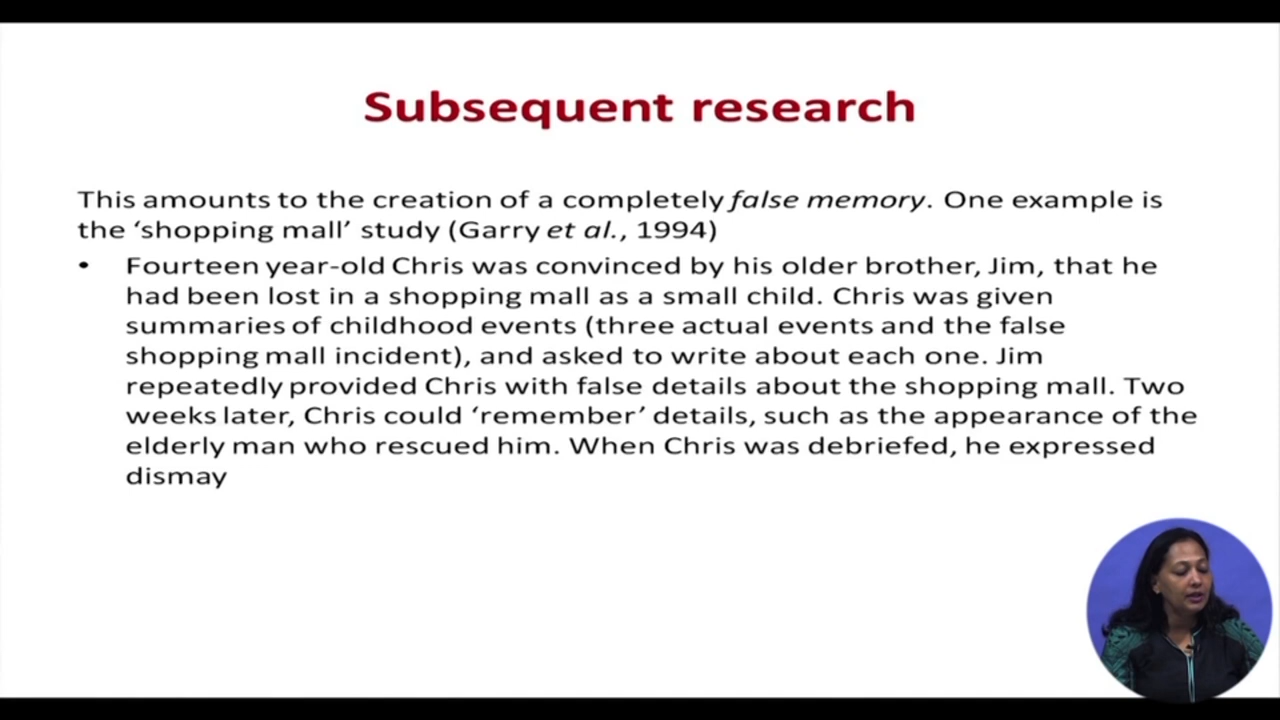 Subsequent research
This amounts to the creation of a completely false memory. One example is
the ‘shopping mall’ study (Garry et al., 1994)
• Fourteen year-old Chris was convinced by his older brother, Jim, that he
had been lost in a shopping mall as a small child. Chris was given
summaries of childhood events (three actual events and the false
shopping mall incident), and asked to write about each one. Jim
repeatedly provided Chris with false details about the shopping mall. Two
weeks later, Chris could ‘remember’ details, such as the appearance of the
elderly man who rescued him. When Chris was debriefed, he expressed
dismay